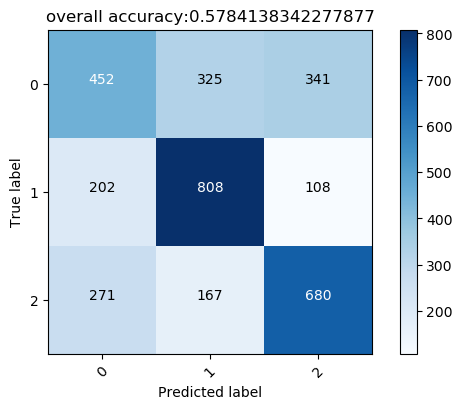 overall accuracy:0.5784138342277877
0 452 325 341
1 202 808 108
2 271 167 680
0 1 2
True label
Predicted label
800
700
600
500
400
300
200